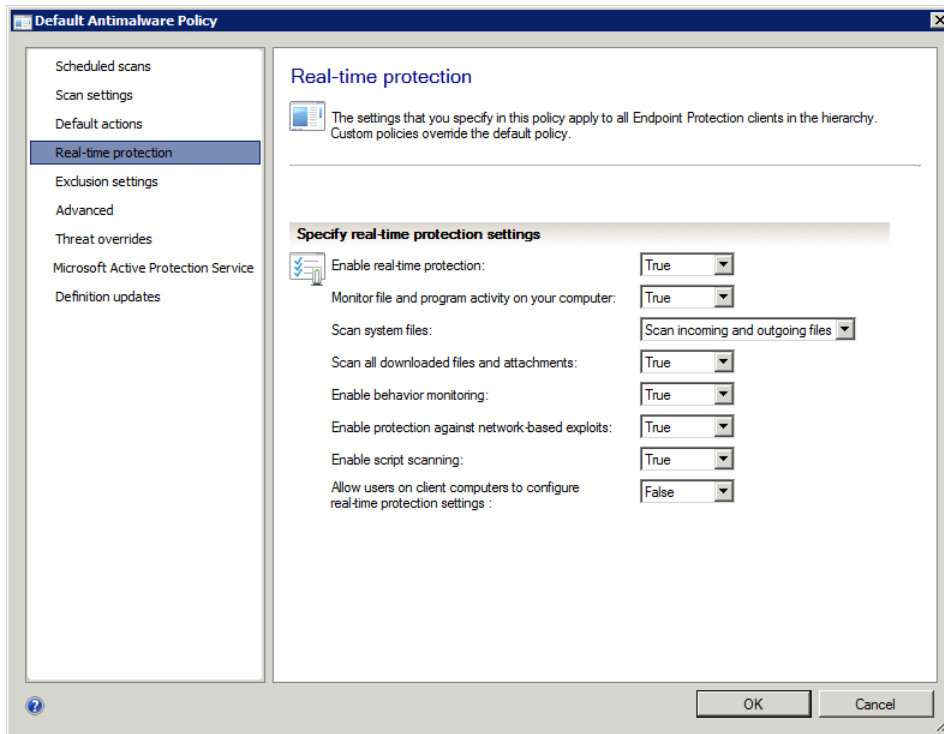 Default Antimalware Policy
Scheduled scans
Scan settings
Default actions
Real-time protection
Exclusion settings
Advanced
Threat overrides
Microsoft Active Protection Service
Definition updates
Real-time protection
The settings that you specify in this policy apply to all Endpoint Protection clients in the hierarchy.
Custom policies override the default policy.
Specify real-time protection settings
Enable real-time protection: True
Monitor file and program activity on your computer: True
Scan system files: Scan incoming and outgoing files
Scan all downloaded files and attachments: True
Enable behavior monitoring: True
Enable protection against network-based exploits: True
Enable script scanning: True
Allow users on client computers to configure
real-time protection settings : False
OK Cancel